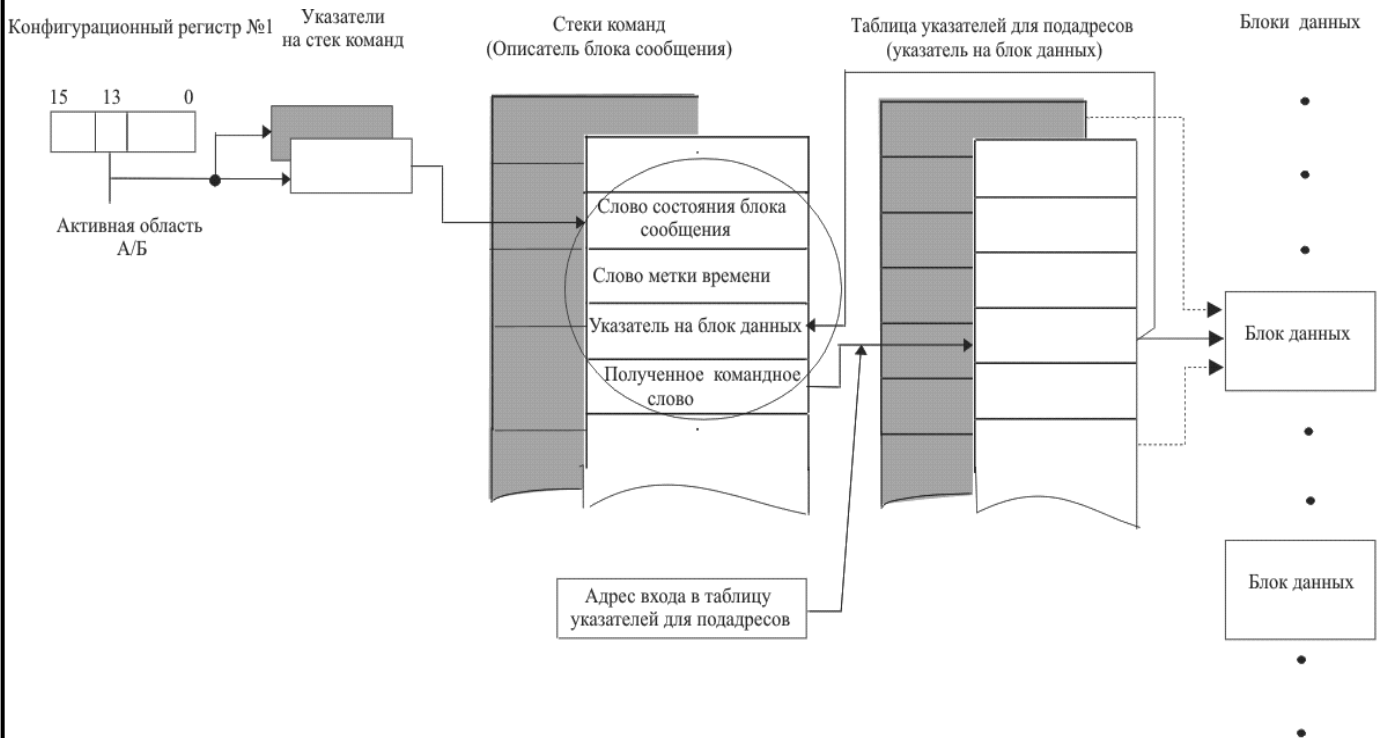 Конфигурационный регистр №1
Указатели
на стек команд
Стеки команд
(Описатель блока сообщения)
Таблица указателей для подадресов
(указатель на блок данных)
Блоки данных
15 13 0
Активная область
А/Б
Слово состояния блока
сообщения
Слово метки времени
Указатель на блок данных
Полученное командное
слово
Блок данных
Адрес входа в таблицу
указателей для подадресов
Блок данных